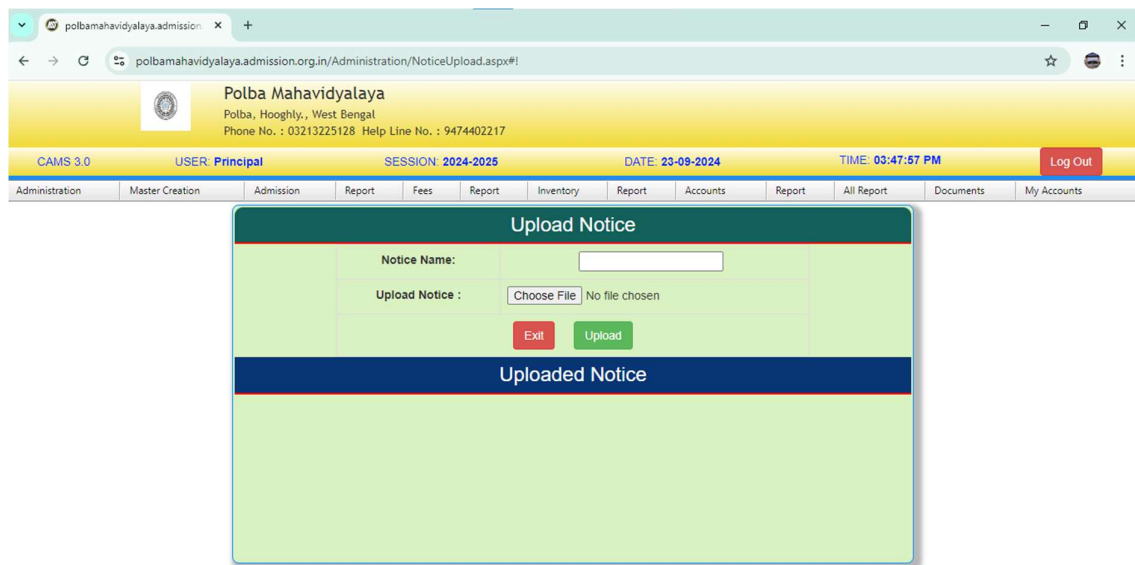 polbamahavidyalaya.admission.
polbamahavidyalaya.admission.org.in/Administration/NoticeUpload.aspx#!
Polba Mahavidyalaya
Polba, Hooghly., West Bengal
Phone No. : 03213225128 Help Line No. : 9474402217
CAMS 3.0 USER: Principal SESSION: 2024-2025 DATE: 23-09-2024 TIME: 03:47:57 PM Log Out
Administration Master Creation Admission Report Fees Report Inventory Report Accounts Report All Report Documents My Accounts
Upload Notice
Notice Name:
Upload Notice : Choose File No file chosen
Exit Upload
Uploaded Notice